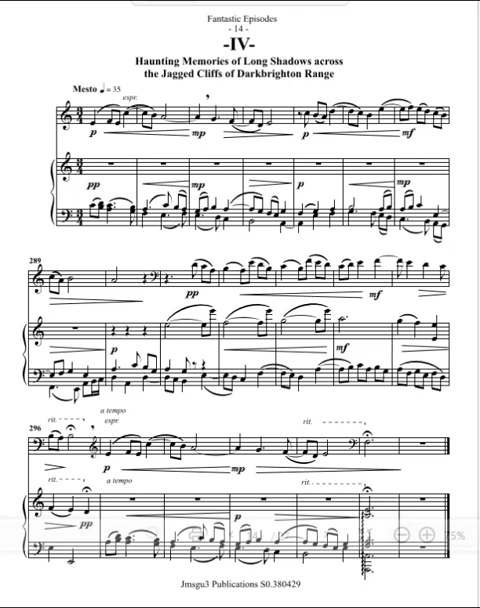 Fantastic Episodes
- 14 -
-IV-
Haunting Memories of Long Shadows across
the Jagged Cliffs of Darkbrighton Range
Mesto ♩ = 35
espr.
p mp p mf
pp mp p mp
289
pp mf
p mf
296
rit. a tempo
espr. rit.
p mp
rit. a tempo rit.
pp
75%
Jmsgu3 Publications S0.380429